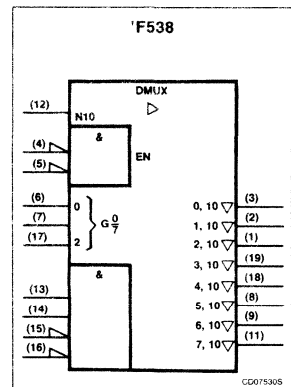 'F538
DMUX
▷
(12)
N10
&
(4)
EN
(5)
(6)
0
(7)
G 0/7
(17)
2
0, 10 ▽ (3)
1, 10 ▽ (2)
2, 10 ▽ (1)
3, 10 ▽ (19)
4, 10 ▽ (18)
5, 10 ▽ (8)
6, 10 ▽ (9)
7, 10 ▽ (11)
&
(13)
(14)
(15)
(16)
CD07530S